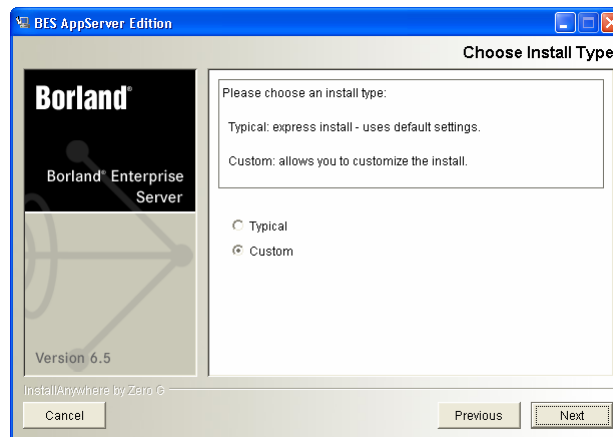 BES AppServer Edition
Choose Install Type
Borland®
Borland® Enterprise
Server
Version 6.5
Please choose an install type:
Typical: express install - uses default settings.
Custom: allows you to customize the install.
Typical
Custom
InstallAnywhere by Zero G
Cancel
Previous
Next